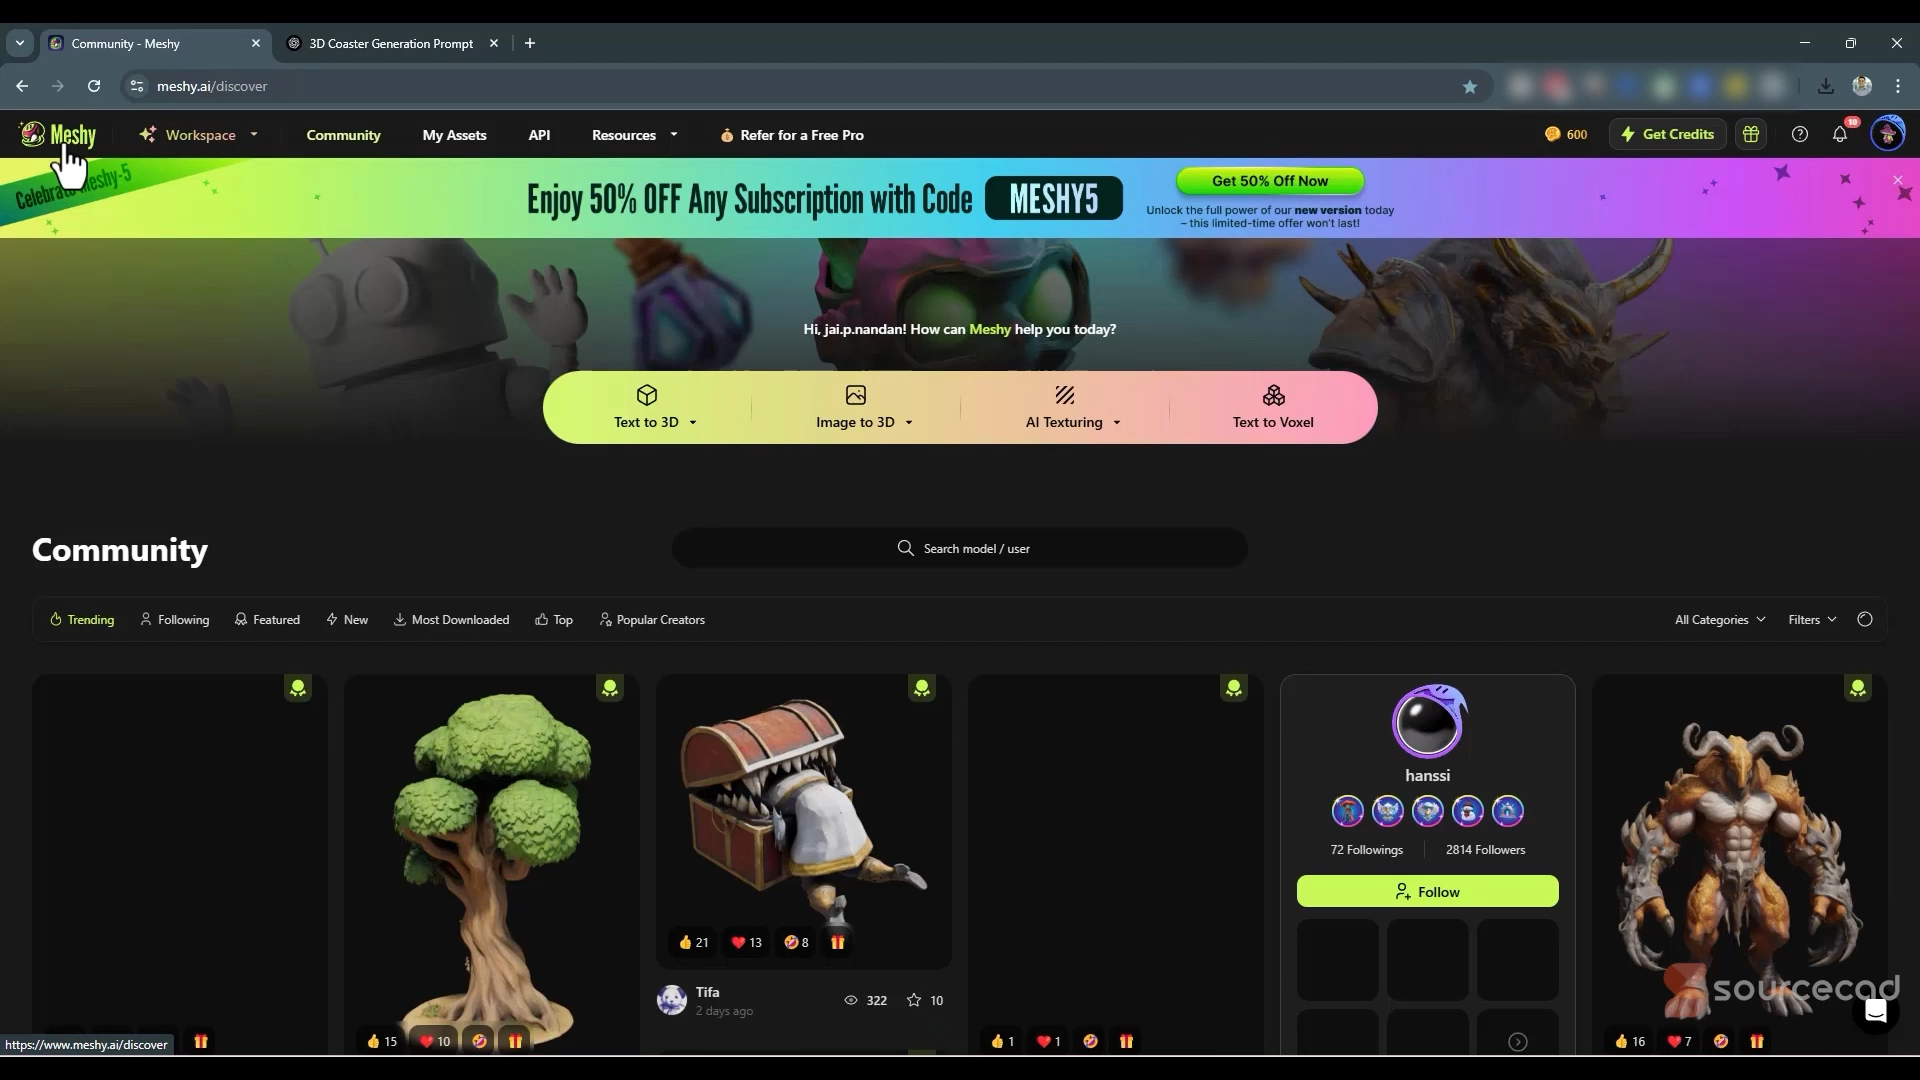 Community - Meshy
3D Coaster Generation Prompt
meshy.ai/discover
Meshy
Workspace
Community
My Assets
API
Resources
Refer for a Free Pro
600
Get Credits
10
Celebrate Meshy-5
Enjoy 50% OFF Any Subscription with Code
MESHY5
Get 50% Off Now
Unlock the full power of our new version today
– this limited-time offer won't last!
Hi, jai.p.nandan! How can Meshy help you today?
Text to 3D
Image to 3D
AI Texturing
Text to Voxel
Community
Search model / user
Trending
Following
Featured
New
Most Downloaded
Top
Popular Creators
All Categories
Filters
hanssi
72 Followings
2814 Followers
Follow
21
13
8
Tifa
2 days ago
322
10
15
10
1
1
16
7
sourcecad
https://www.meshy.ai/discover